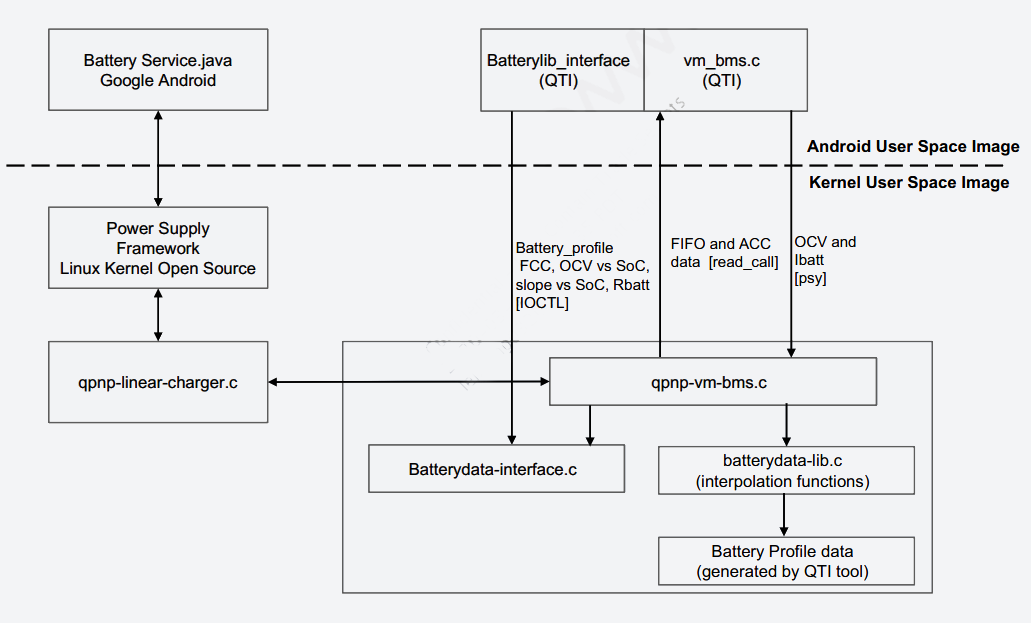 Battery Service.java
Google Android
Batterylib_interface
(QTI)
vm_bms.c
(QTI)
Android User Space Image
Kernel User Space Image
Power Supply
Framework
Linux Kernel Open Source
Battery_profile
FCC, OCV vs SoC,
slope vs SoC, Rbatt
[IOCTL]
FIFO and ACC
data [read_call]
OCV and
Ibatt
[psy]
qpnp-linear-charger.c
qpnp-vm-bms.c
Batterydata-interface.c
batterydata-lib.c
(interpolation functions)
Battery Profile data
(generated by QTI tool)